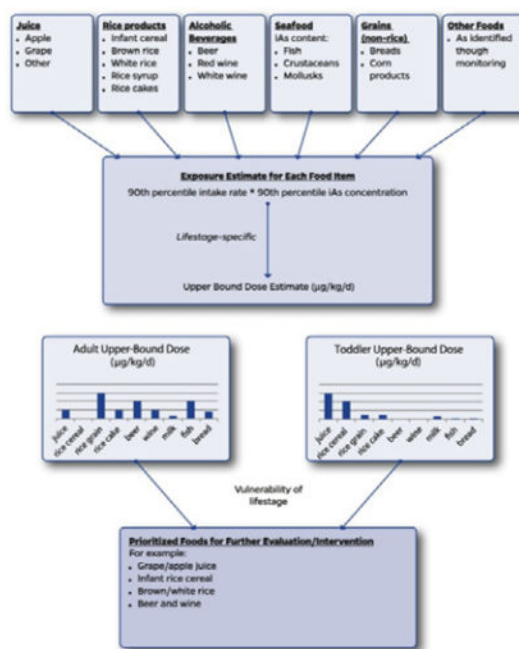 Juice
• Apple
• Grape
• Other
Rice products
• Infant cereal
• Brown rice
• White rice
• Rice syrup
• Rice cakes
Alcoholic
Beverages
• Beer
• Red wine
• White wine
Seafood
iAs content:
• Fish
• Crustaceans
• Mollusks
Grains
(non-rice)
• Breads
• Corn
products
Other Foods
• As identified
though
monitoring
Exposure Estimate for Each Food Item
90th percentile intake rate * 90th percentile iAs concentration
Lifestage-specific
Upper Bound Dose Estimate (µg/kg/d)
Adult Upper-Bound Dose
(µg/kg/d)
juice
rice cereal
rice grain
rice cake
beer
wine
milk
fish
bread
Toddler Upper-Bound Dose
(µg/kg/d)
juice
rice cereal
rice grain
rice cake
beer
wine
milk
fish
bread
Vulnerability of
lifestage
Prioritized Foods for Further Evaluation/Intervention
For example:
• Grape/apple juice
• Infant rice cereal
• Brown/white rice
• Beer and wine